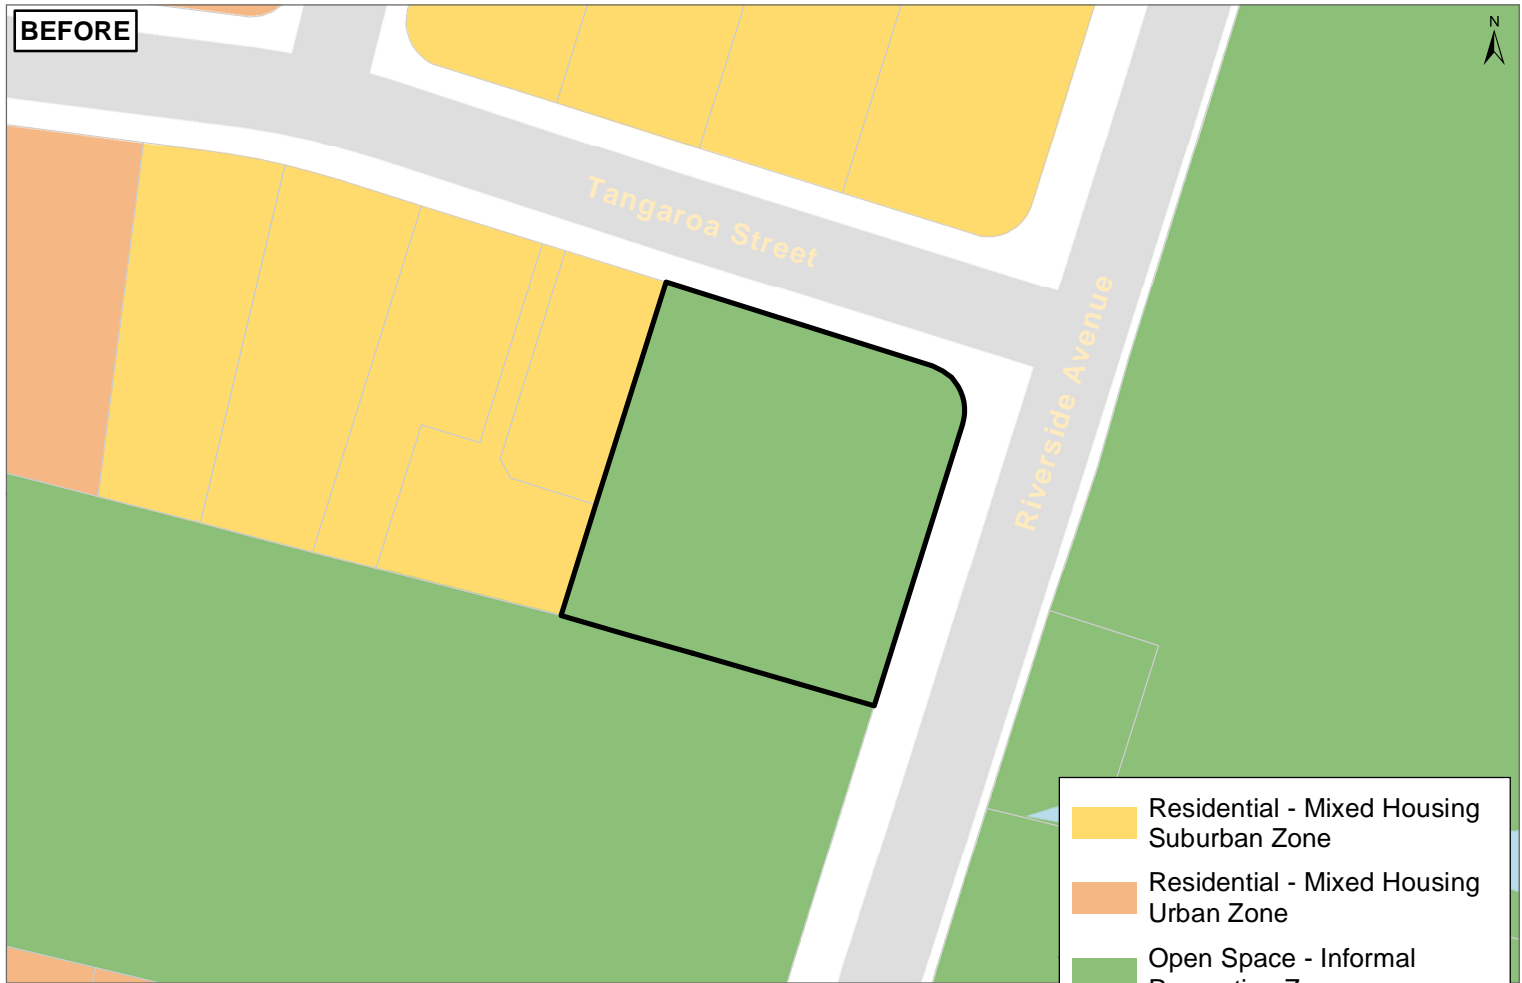 BEFORE
N
Tangaroa Street
Riverside Avenue
Residential - Mixed Housing
Suburban Zone
Residential - Mixed Housing
Urban Zone
Open Space - Informal